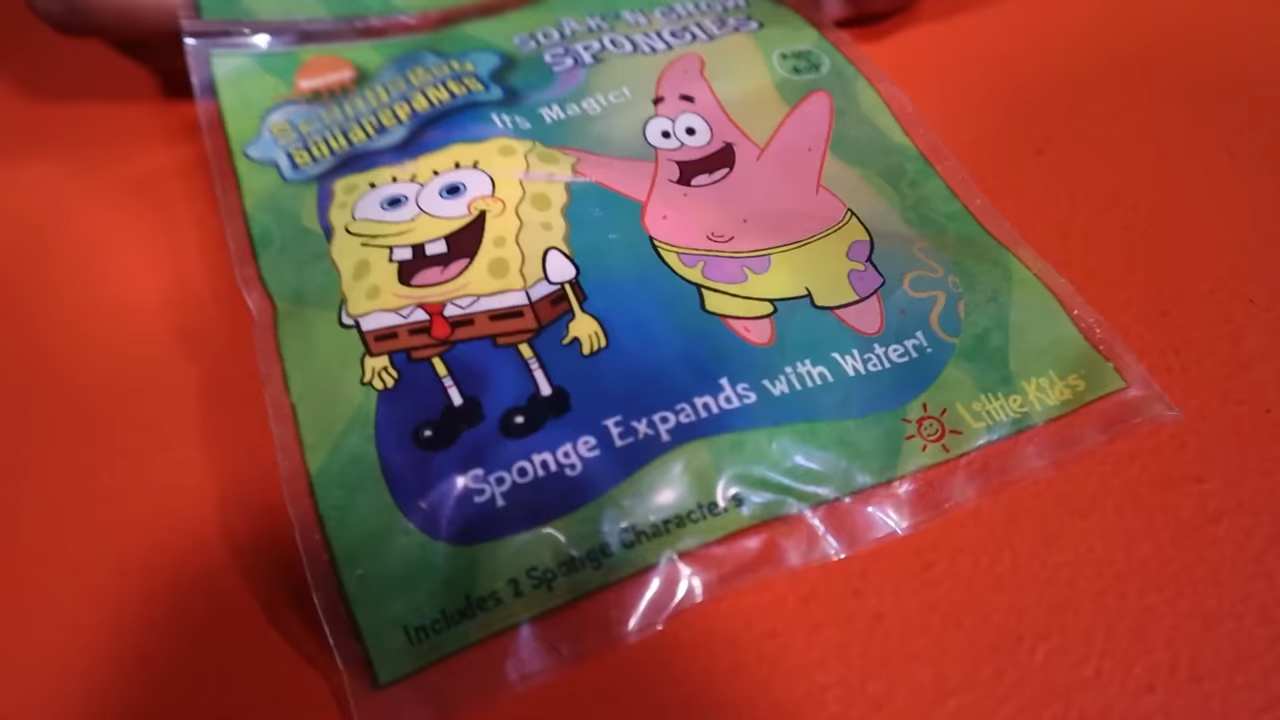 SOAK 'N GROW
SPONGIES
SpongeBob
SquarePants
It's Magic!
Sponge Expands with Water!
Little Kids
Includes 2 Sponge Characters